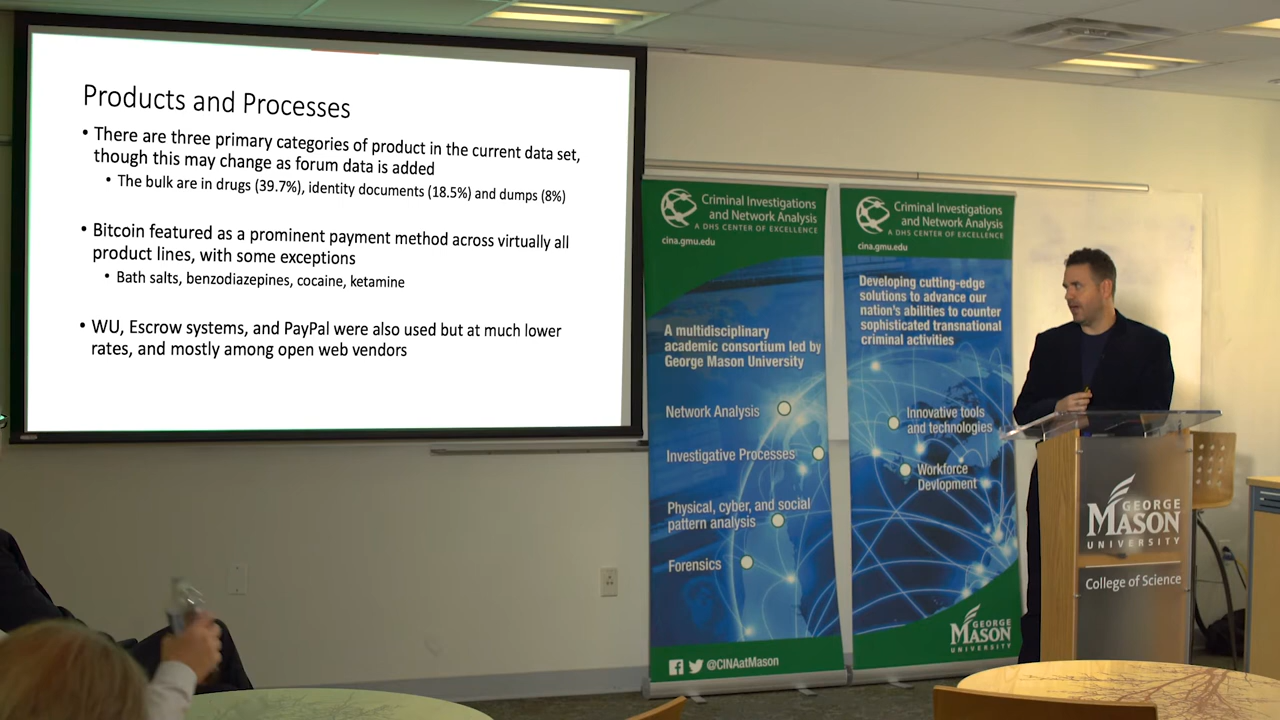 Products and Processes
• There are three primary categories of product in the current data set,
though this may change as forum data is added
• The bulk are in drugs (39.7%), identity documents (18.5%) and dumps (8%)
• Bitcoin featured as a prominent payment method across virtually all
product lines, with some exceptions
• Bath salts, benzodiazepines, cocaine, ketamine
• WU, Escrow systems, and PayPal were also used but at much lower
rates, and mostly among open web vendors
Criminal Investigations
and Network Analysis
A DHS CENTER OF EXCELLENCE
cina.gmu.edu
A multidisciplinary
academic consortium led by
George Mason University
Network Analysis
Investigative Processes
Physical, cyber, and social
pattern analysis
Forensics
@CINAatMason
Criminal Investigations
and Network Analysis
A DHS CENTER OF EXCELLENCE
cina.gmu.edu
Developing cutting-edge
solutions to advance our
nation's abilities to counter
sophisticated transnational
criminal activities
Innovative tools
and technologies
Workforce
Devlopment
GEORGE
MASON
UNIVERSITY
GEORGE
MASON
UNIVERSITY
College of Science